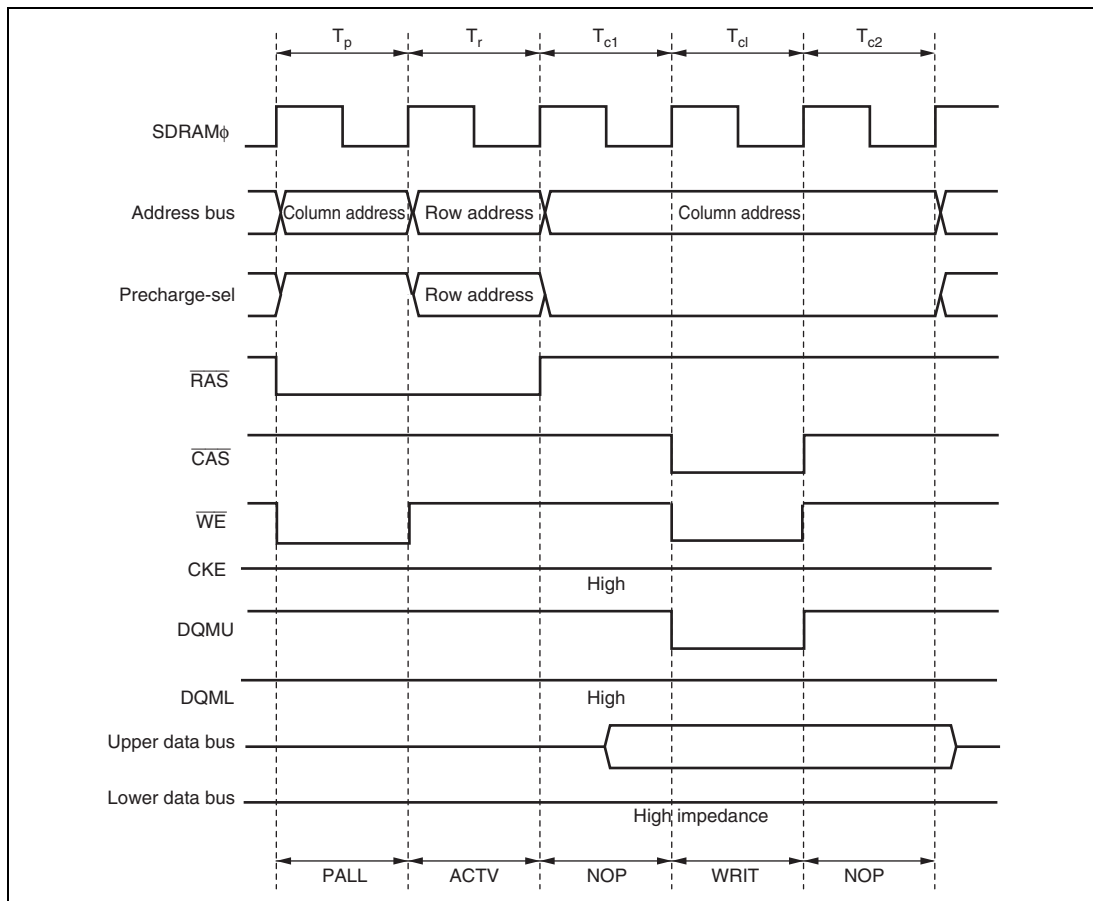 Tp Tr Tc1 Tcl Tc2
SDRAMϕ
Address bus Column address Row address Column address
Precharge-sel Row address
RAS
CAS
WE
CKE
High
DQMU
DQML High
Upper data bus
Lower data bus
High impedance
PALL ACTV NOP WRIT NOP